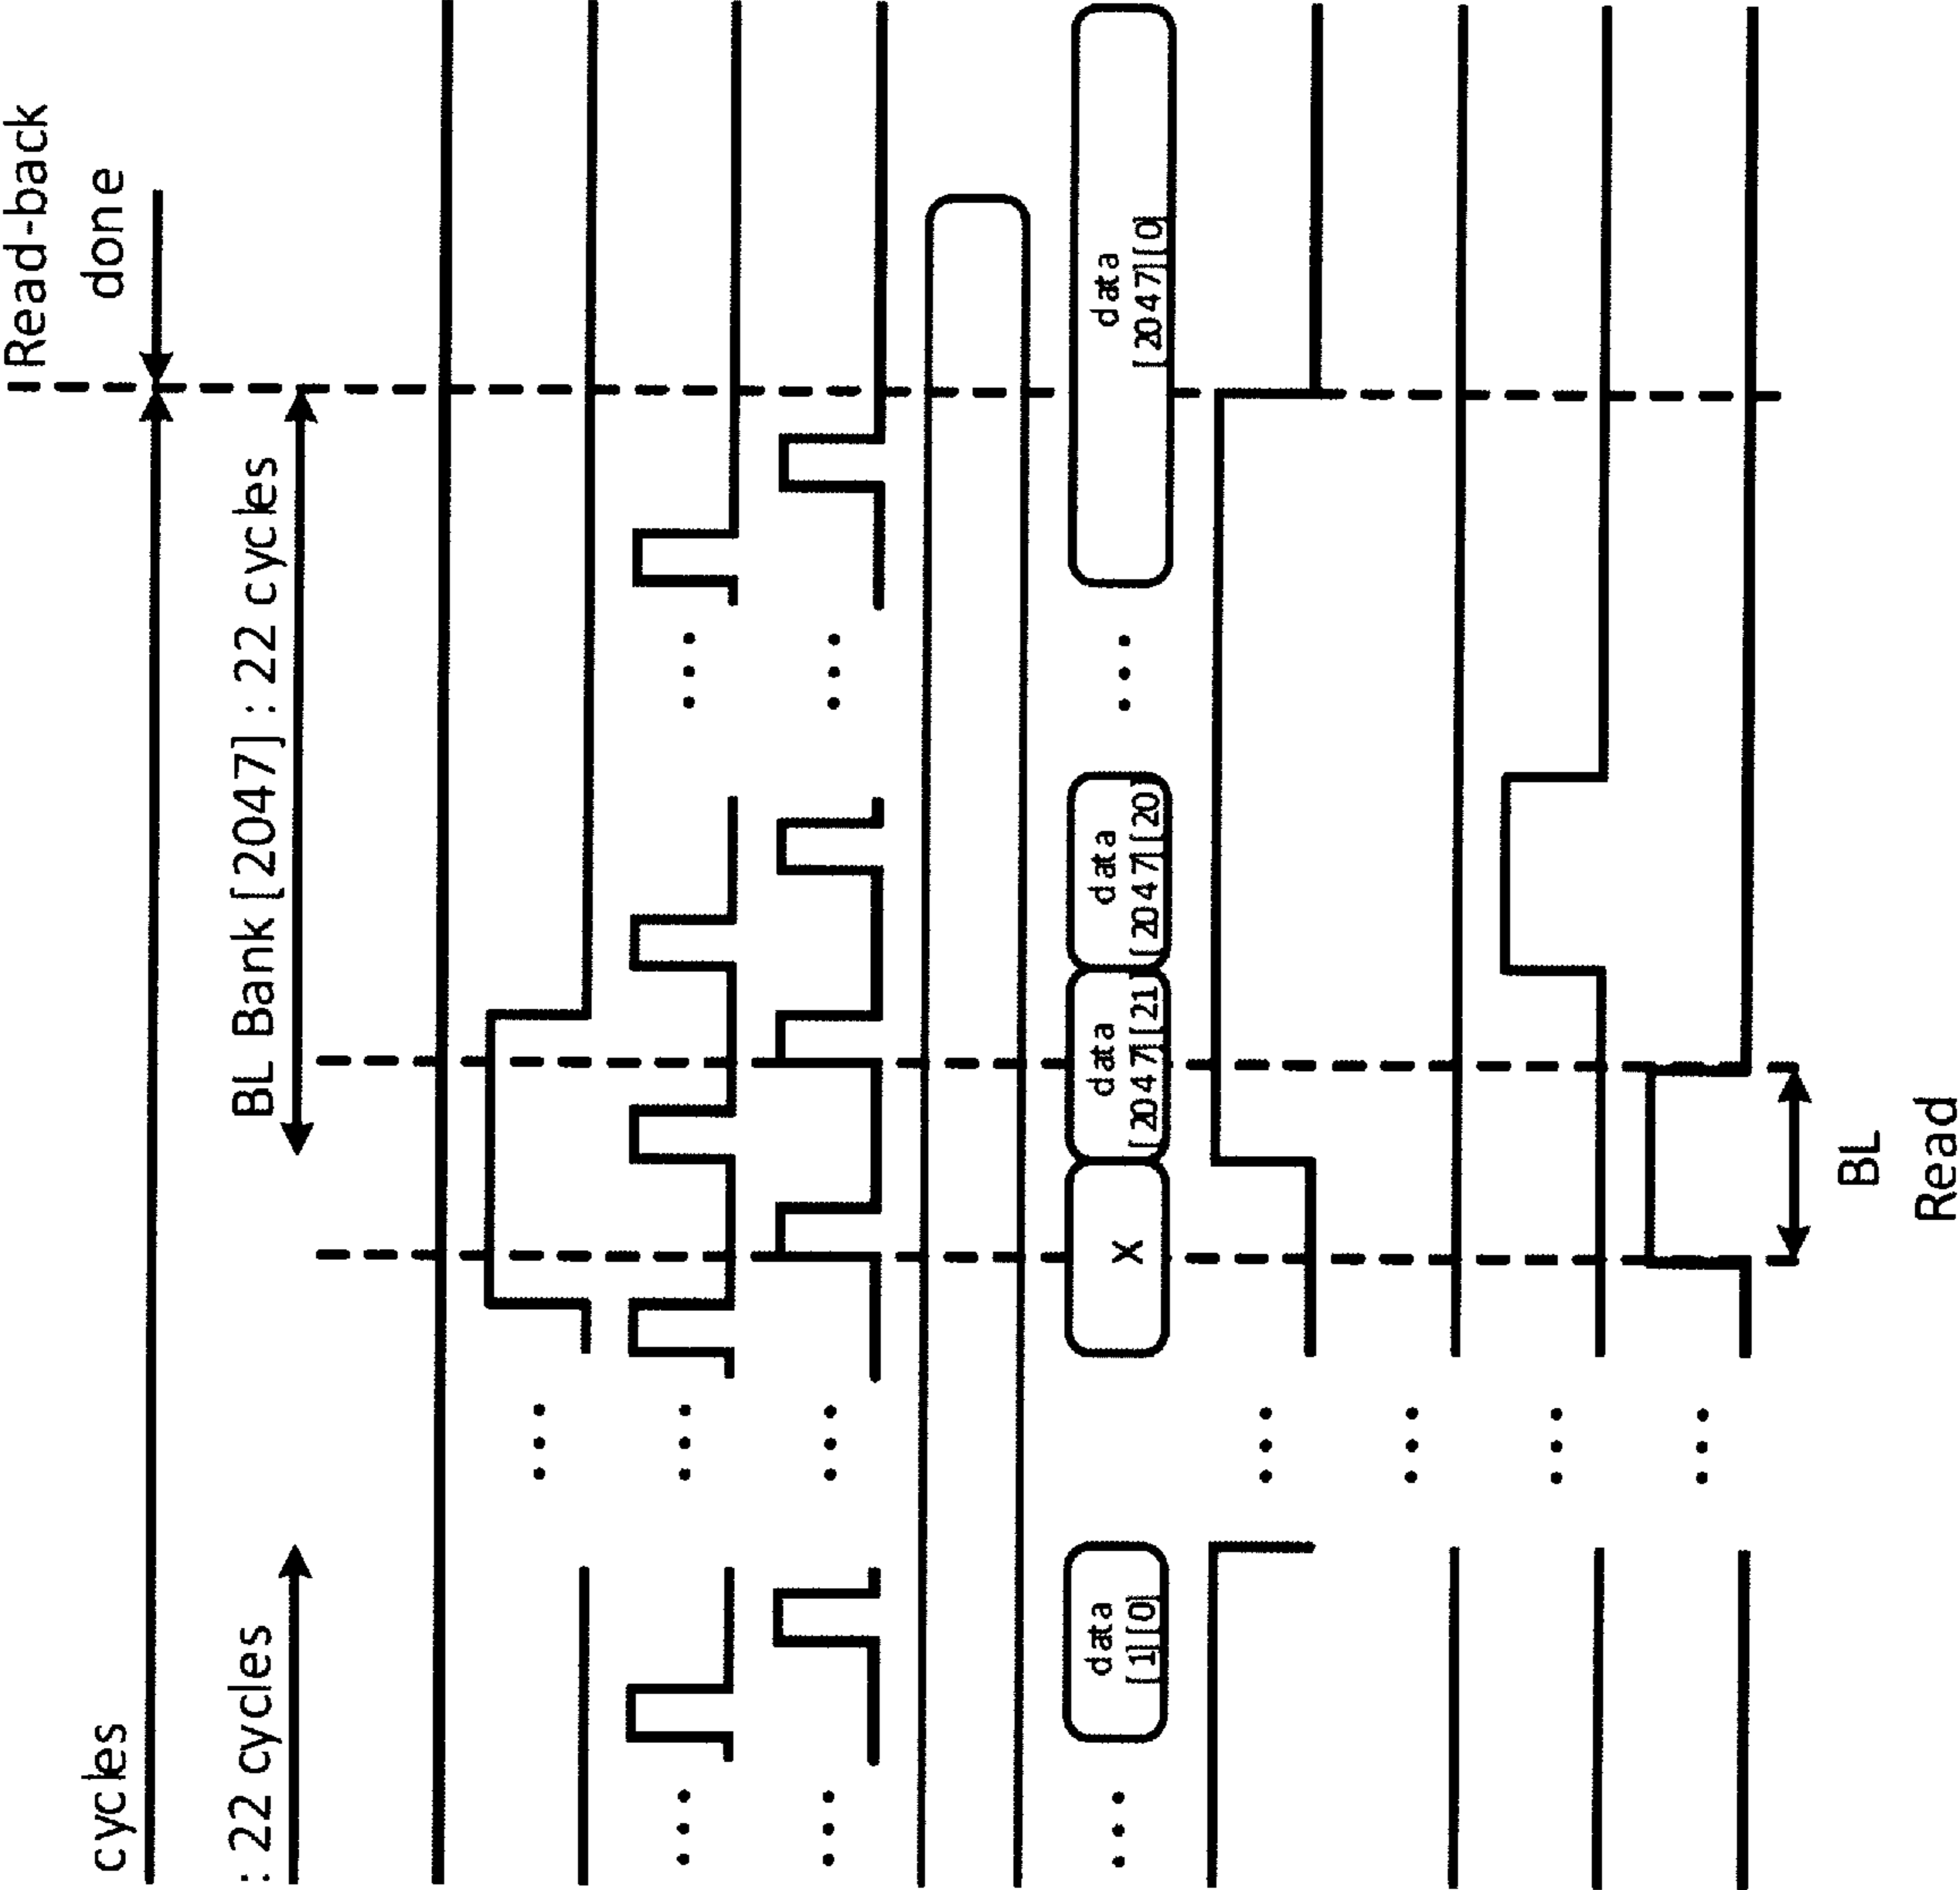 cycles
Read-back
done
: 22 cycles
BL Bank[2047] : 22 cycles
data
[1][0]
X
data
[2047][21]
data
[2047][20]
data
[2047][0]
BL
Read